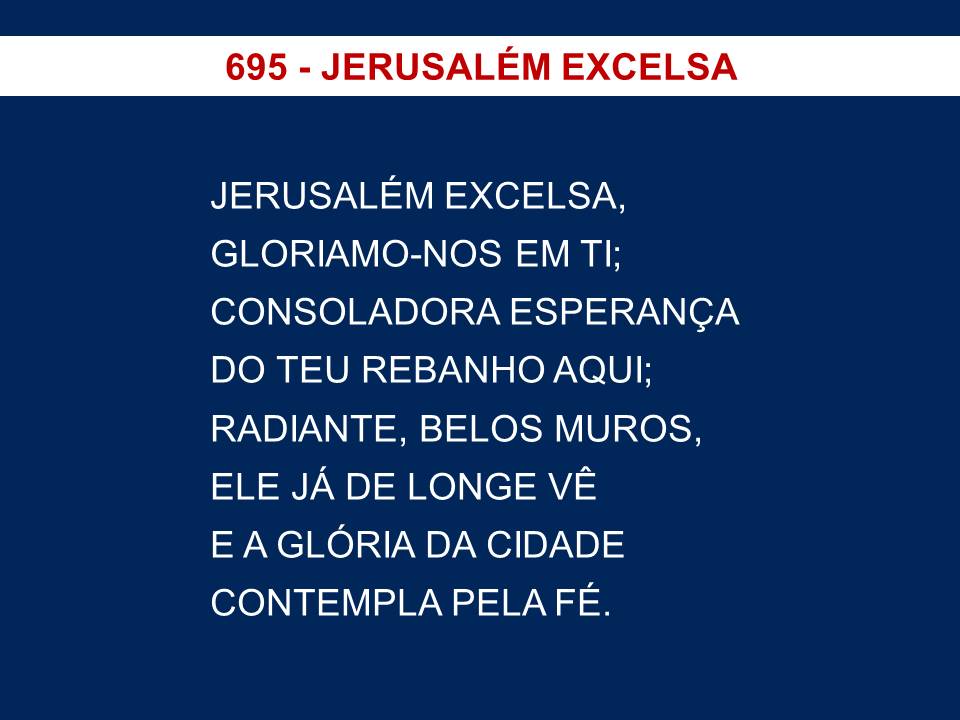 695 - JERUSALÉM EXCELSA
JERUSALÉM EXCELSA,
GLORIAMO-NOS EM TI;
CONSOLADORA ESPERANÇA
DO TEU REBANHO AQUI;
RADIANTE, BELOS MUROS,
ELE JÁ DE LONGE VÊ
E A GLÓRIA DA CIDADE
CONTEMPLA PELA FÉ.